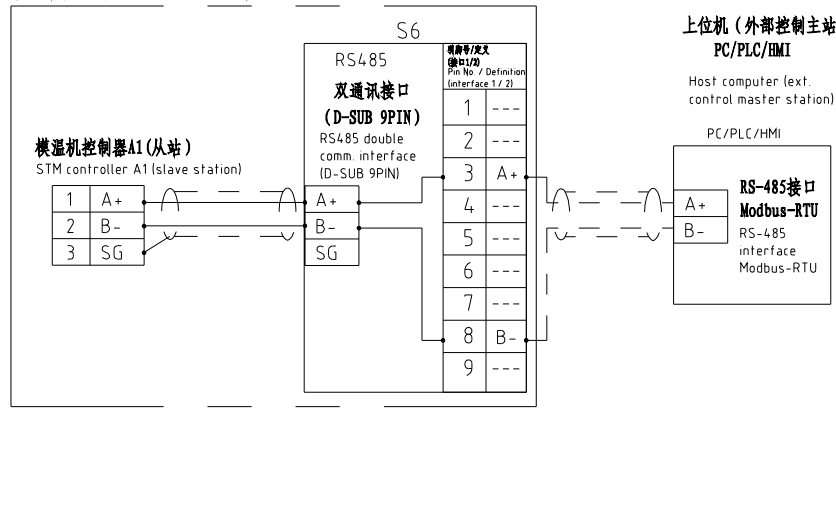 S6
RS485
双通讯接口
(D-SUB 9PIN)
RS485 double
comm. interface
(D-SUB 9PIN)
A+
B-
SG
(接口1/2)
Pin No. / Definition
(interface 1 / 2)
1 ---
2 ---
3 A+
4 ---
5 ---
6 ---
7 ---
8 B-
9 ---
模温机控制器A1(从站)
STM controller A1 (slave station)
1 A+
2 B-
3 SG
上位机(外部控制主站
PC/PLC/HMI
Host computer (ext.
control master station)
PC/PLC/HMI
A+
B-
RS-485接口
Modbus-RTU
RS-485
interface
Modbus-RTU